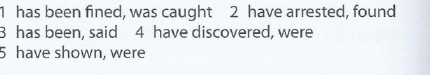 1 has been fined, was caught 2 have arrested, found
3 has been, said 4 have discovered, were
5 have shown, were